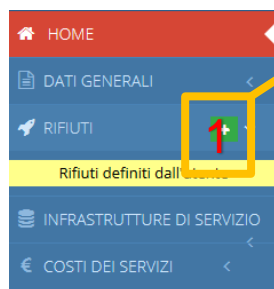 HOME
DATI GENERALI
RIFIUTI
1
Rifiuti definiti dall'utente
INFRASTRUTTURE DI SERVIZIO
€ COSTI DEI SERVIZI